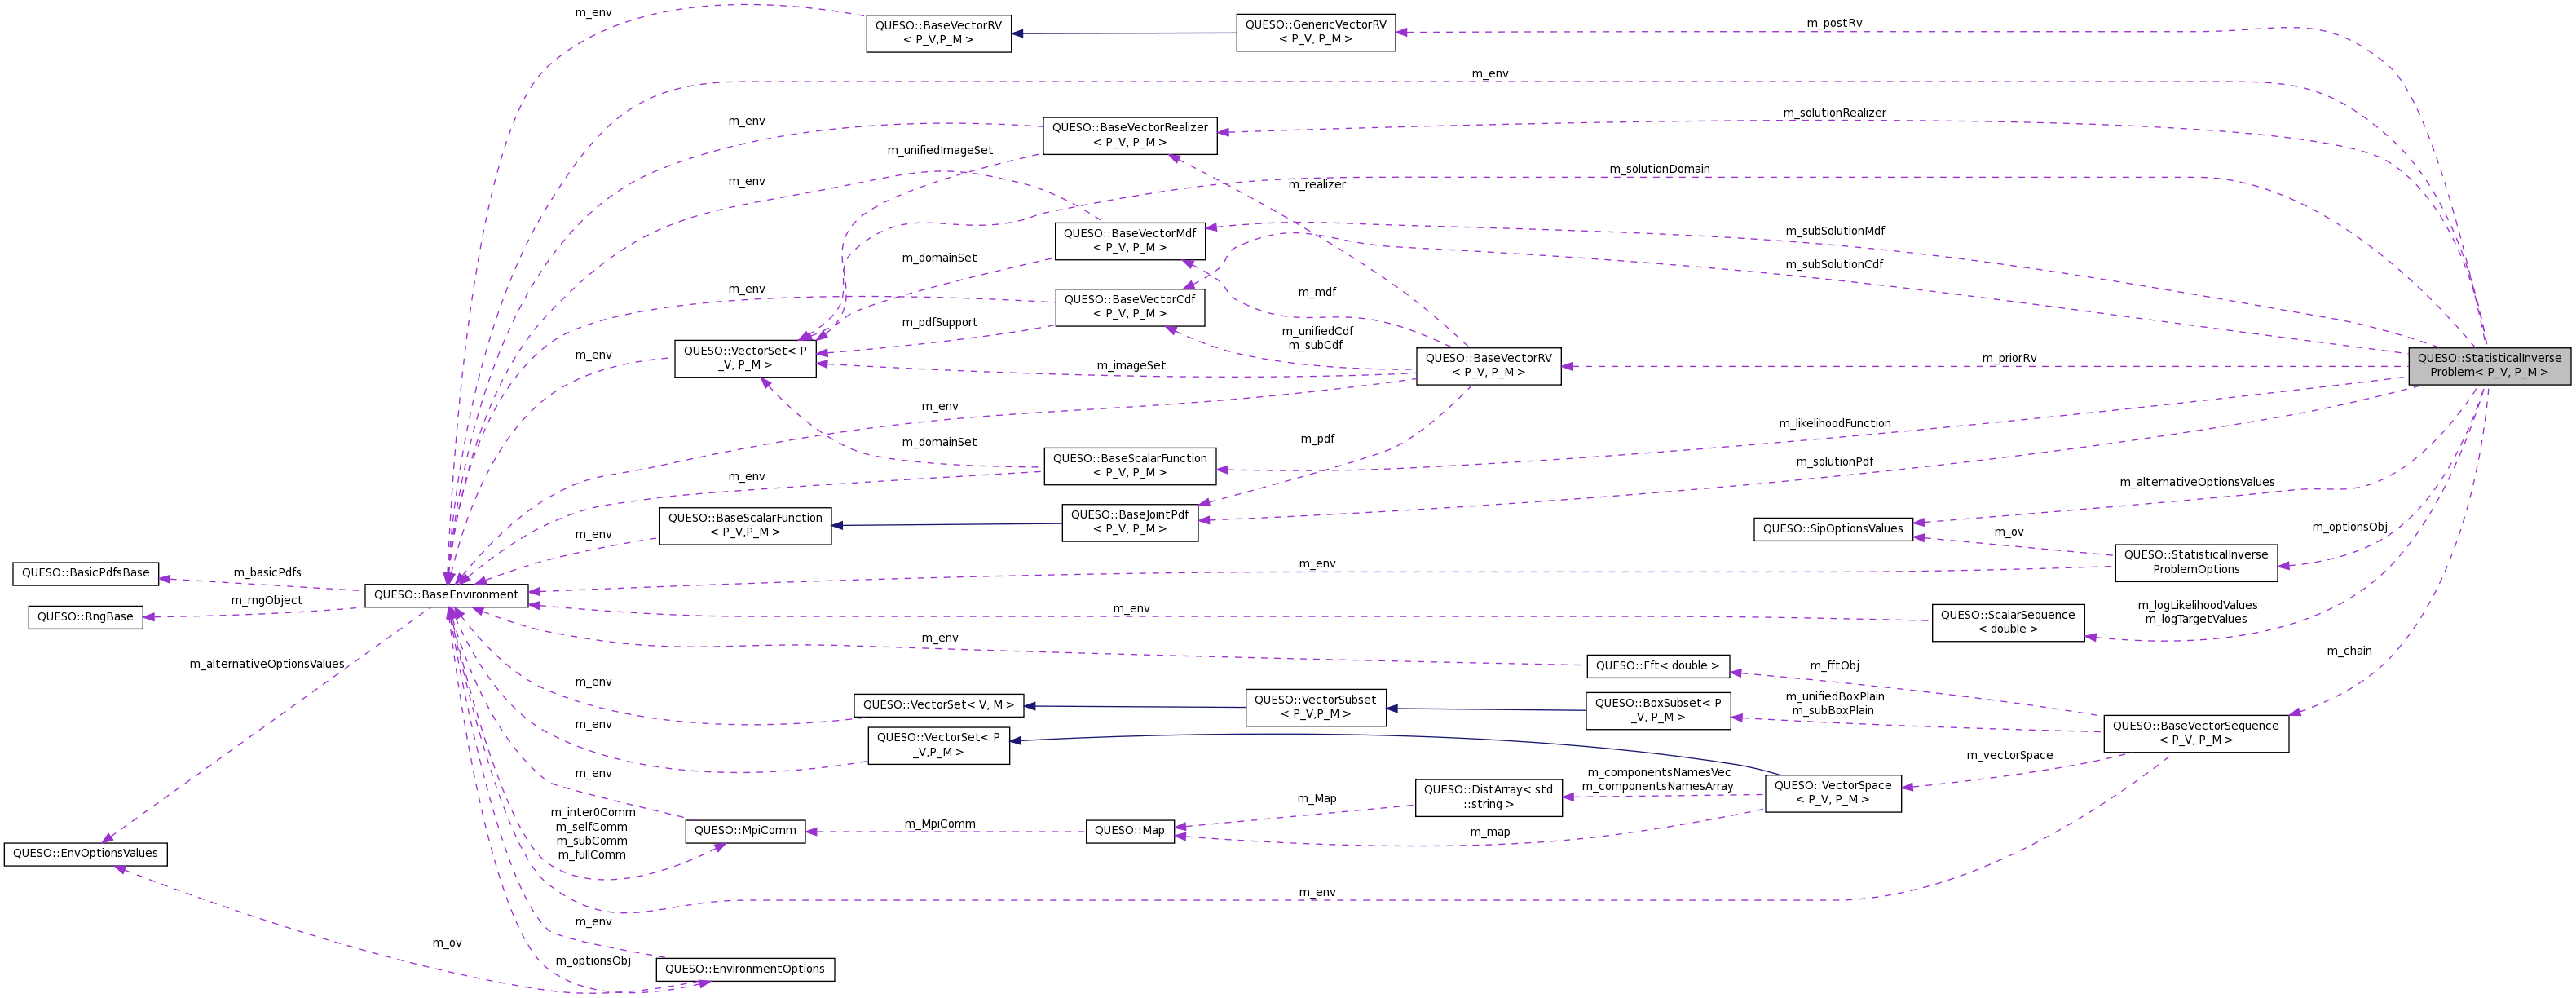 m_env
QUESO::BaseVectorRV
< P_V,P_M >
QUESO::GenericVectorRV
< P_V, P_M >
m_postRv
m_env
m_env
QUESO::BaseVectorRealizer
< P_V, P_M >
m_solutionRealizer
m_unifiedImageSet
m_env
m_realizer
m_solutionDomain
QUESO::BaseVectorMdf
< P_V, P_M >
m_subSolutionMdf
m_domainSet
m_subSolutionCdf
m_env
QUESO::BaseVectorCdf
< P_V, P_M >
m_mdf
m_pdfSupport
m_unifiedCdf
m_subCdf
m_env
QUESO::VectorSet< P
_V, P_M >
m_imageSet
QUESO::BaseVectorRV
< P_V, P_M >
m_priorRv
QUESO::StatisticalInverse
Problem< P_V, P_M >
m_env
m_domainSet
m_pdf
m_likelihoodFunction
QUESO::BaseScalarFunction
< P_V, P_M >
m_solutionPdf
m_env
m_alternativeOptionsValues
QUESO::BaseScalarFunction
< P_V,P_M >
QUESO::BaseJointPdf
< P_V, P_M >
QUESO::SipOptionsValues
m_ov
m_optionsObj
m_env
QUESO::StatisticalInverse
ProblemOptions
m_env
QUESO::BasicPdfsBase
m_basicPdfs
QUESO::BaseEnvironment
m_rngObject
QUESO::RngBase
m_env
QUESO::ScalarSequence
< double >
m_logLikelihoodValues
m_logTargetValues
m_env
m_alternativeOptionsValues
QUESO::Fft< double >
m_fftObj
m_chain
m_env
QUESO::VectorSet< V, M >
QUESO::VectorSubset
< P_V,P_M >
QUESO::BoxSubset< P
_V, P_M >
m_unifiedBoxPlain
m_subBoxPlain
QUESO::BaseVectorSequence
< P_V, P_M >
m_env
QUESO::VectorSet< P
_V,P_M >
m_vectorSpace
m_env
m_componentsNamesVec
m_componentsNamesArray
QUESO::VectorSpace
< P_V, P_M >
QUESO::DistArray< std
::string >
m_Map
m_inter0Comm
m_selfComm
m_subComm
m_fullComm
QUESO::MpiComm
m_MpiComm
QUESO::Map
m_map
QUESO::EnvOptionsValues
m_env
m_env
m_ov
m_optionsObj
QUESO::EnvironmentOptions